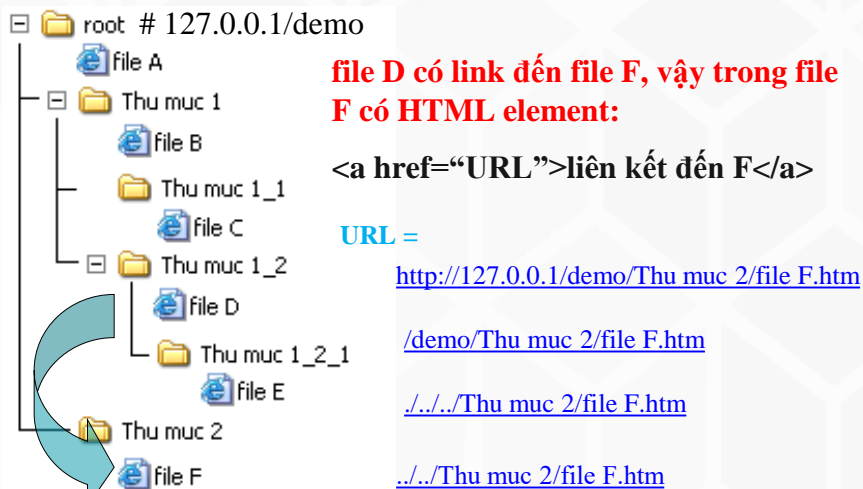 root # 127.0.0.1/demo
file A
Thu muc 1
file B
Thu muc 1_1
file C
Thu muc 1_2
file D
Thu muc 1_2_1
file E
Thu muc 2
file F
file D có link đến file F, vậy trong file
F có HTML element:
<a href=“URL”>liên kết đến F</a>
URL =
http://127.0.0.1/demo/Thu muc 2/file F.htm
/demo/Thu muc 2/file F.htm
./../../Thu muc 2/file F.htm
../../Thu muc 2/file F.htm